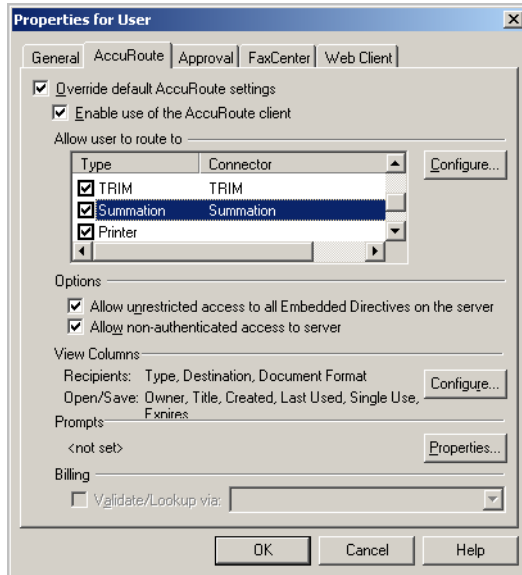 Properties for User
General AccuRoute Approval FaxCenter Web Client
Override default AccuRoute settings
Enable use of the AccuRoute client
Allow user to route to
Type Connector
Configure...
TRIM TRIM
Summation Summation
Printer
Options
Allow unrestricted access to all Embedded Directives on the server
Allow non-authenticated access to server
View Columns
Recipients: Type, Destination, Document Format
Configure...
Open/Save: Owner, Title, Created, Last Used, Single Use,
Expires
Prompts
<not set>
Properties...
Billing
Validate/Lookup via:
OK Cancel Help